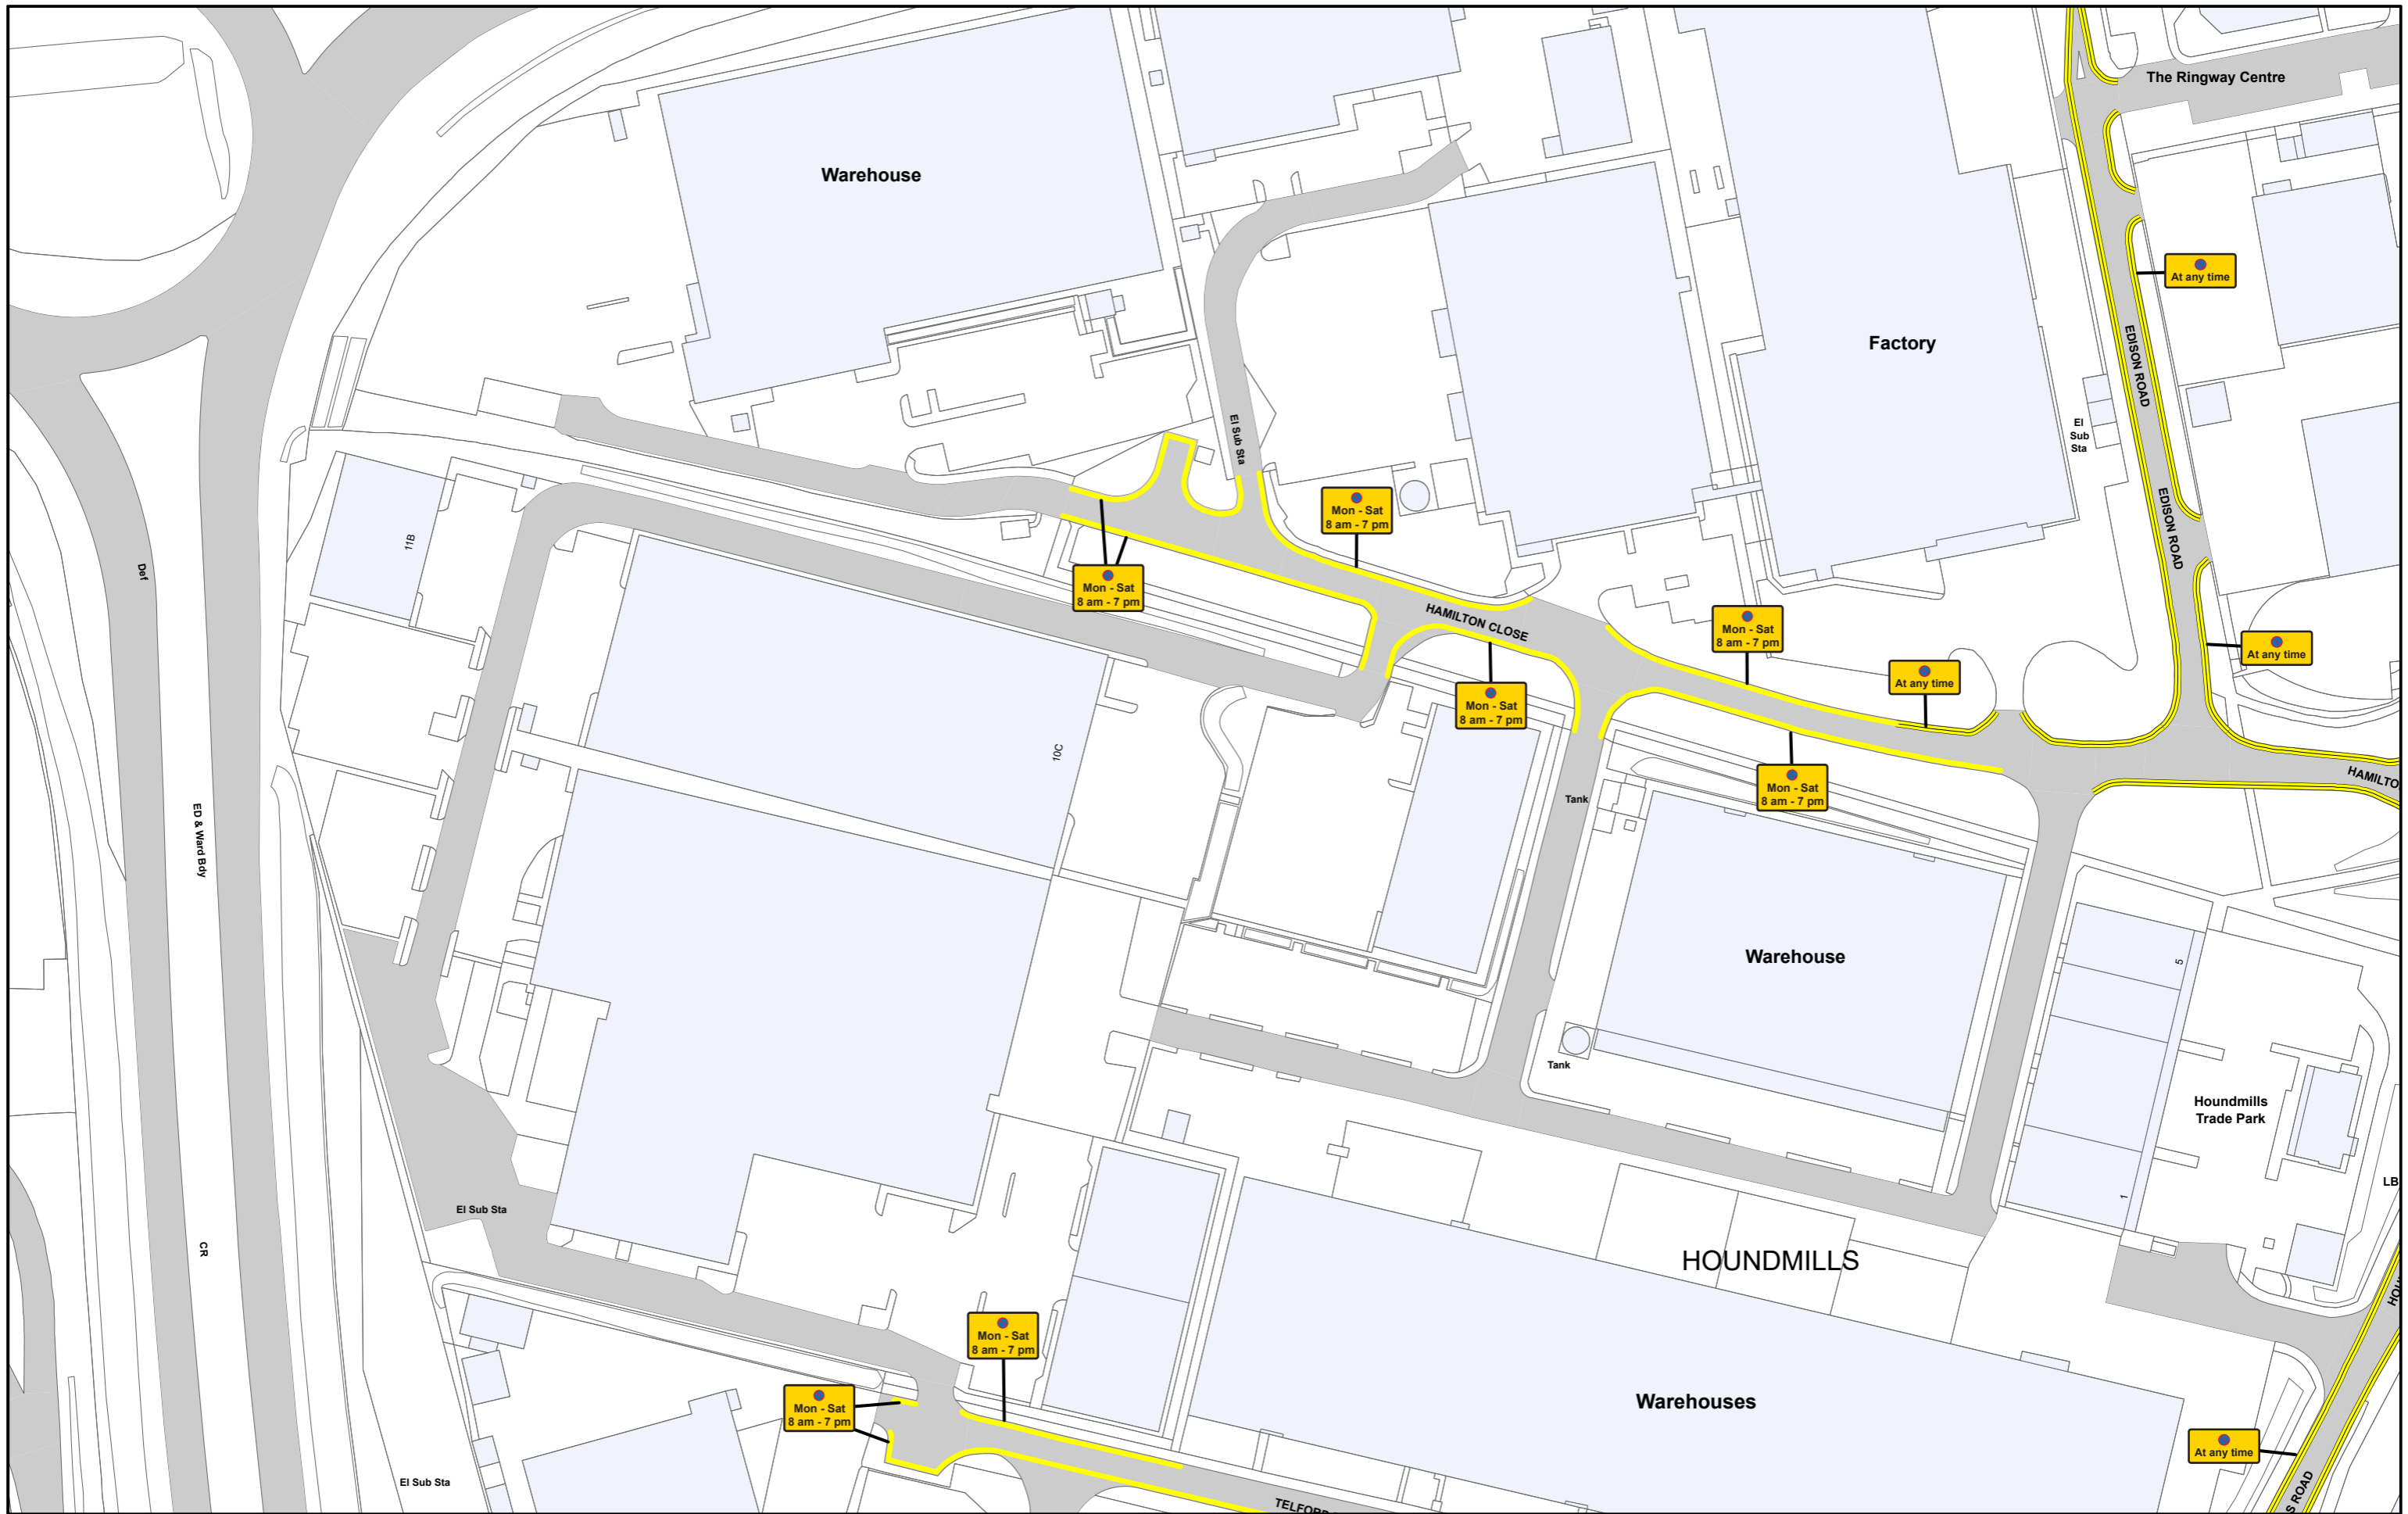 The Ringway Centre
Warehouse
At any time
EDISON ROAD
Factory
El Sub Sta
El
Sub
Sta
EDISON ROAD
Mon - Sat
8 am - 7 pm
11B
Def
Mon - Sat
8 am - 7 pm
HAMILTON CLOSE
Mon - Sat
8 am - 7 pm
At any time
At any time
Mon - Sat
8 am - 7 pm
10C
HAMILTO
Mon - Sat
8 am - 7 pm
Tank
ED & Ward Bdy
Warehouse
5
Tank
Houndmills
Trade Park
LB
1
El Sub Sta
CR
HOUNDMILLS
HOU
Mon - Sat
8 am - 7 pm
Mon - Sat
8 am - 7 pm
Warehouses
At any time
El Sub Sta
TELFORD
S ROAD